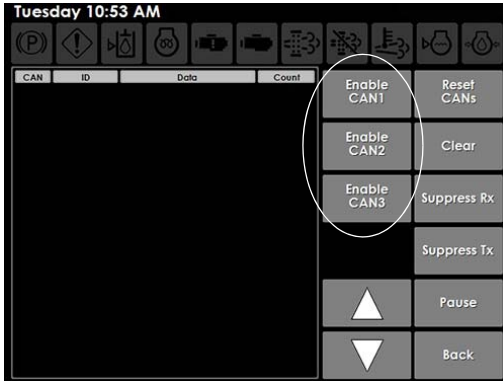 Tuesday 10:53 AM
(P)
CAN ID Data Count
Enable
CAN1
Reset
CANs
Enable
CAN2
Clear
Enable
CAN3
Suppress Rx
Suppress Tx
Pause
Back